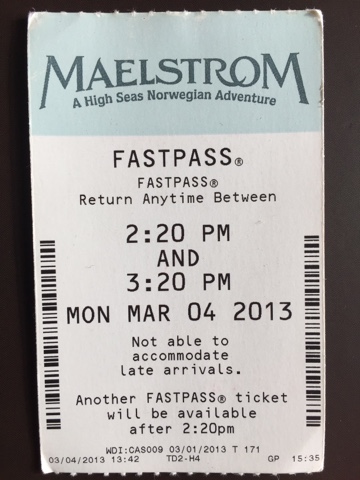 MAELSTROM
A High Seas Norwegian Adventure
FASTPASS®
FASTPASS®
Return Anytime Between
2:20 PM
AND
3:20 PM
MON MAR 04 2013
Not able to
accommodate
late arrivals.
Another FASTPASS® ticket
will be available
after 2:20pm
WDI:CAS009 03/01/2013 T 171
03/04/2013 13:42 TD2-H4 GP 15:35